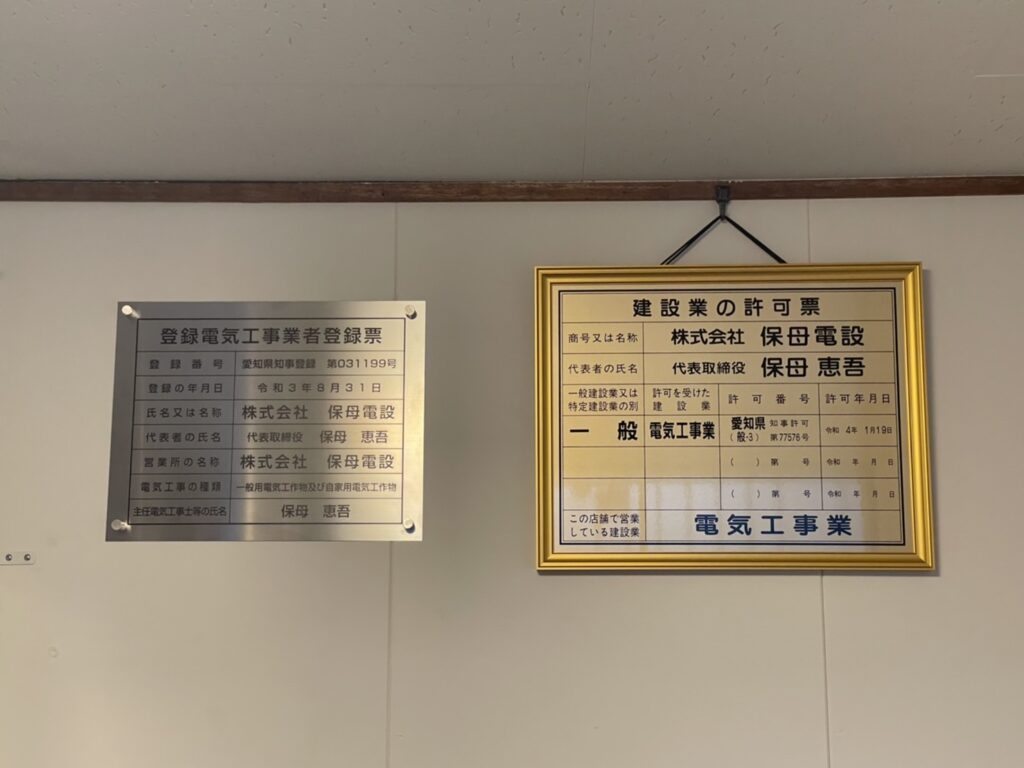 登録電気工事業者登録票
登録番号 愛知県知事登録 第031199号
登録の年月日 令和3年8月31日
氏名又は名称 株式会社 保母電設
代表者の氏名 代表取締役 保母 恵吾
営業所の名称 株式会社 保母電設
電気工事の種類 一般用電気工作物及び自家用電気工作物
主任電気工事士等の氏名 保母 恵吾
建設業の許可票
商号又は名称 株式会社 保母電設
代表者の氏名 代表取締役 保母 恵吾
一般建設業又は特定建設業の別 許可を受けた建設業 許可番号 許可年月日
一般 電気工事業 愛知県 知事許可 (般-3) 第77576号 令和 4年 1月19日
( ) 第 号 令和 年 月 日
( ) 第 号 令和 年 月 日
この店舗で営業している建設業 電気工事業